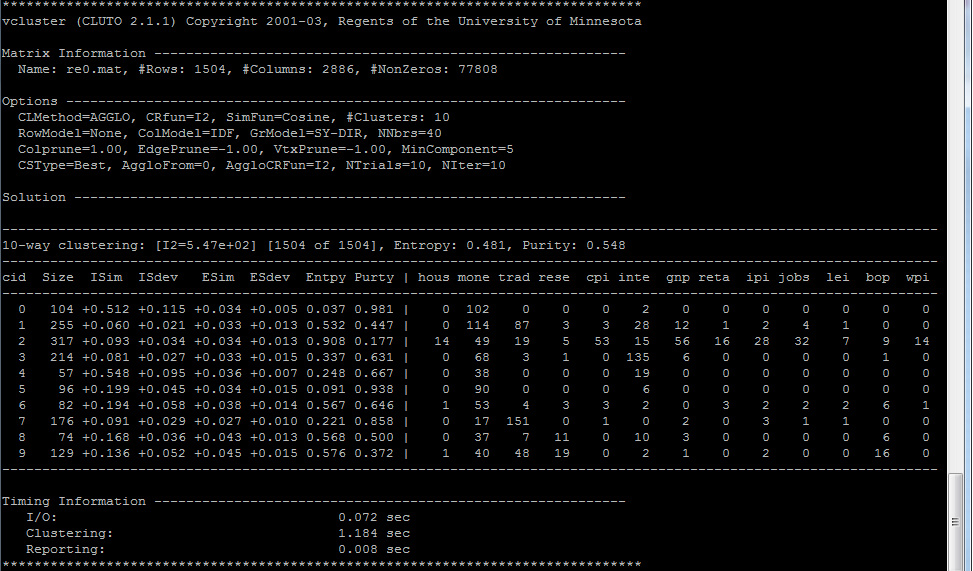 ********************************************************************************
vcluster (CLUTO 2.1.1) Copyright 2001-03, Regents of the University of Minnesota

Matrix Information -----------------------------------------------------------
  Name: re0.mat, #Rows: 1504, #Columns: 2886, #NonZeros: 77808

Options ----------------------------------------------------------------------
  CLMethod=AGGLO, CRfun=I2, SimFun=Cosine, #Clusters: 10
  RowModel=None, ColModel=IDF, GrModel=SY-DIR, NNbrs=40
  Colprune=1.00, EdgePrune=-1.00, VtxPrune=-1.00, MinComponent=5
  CSType=Best, AggloFrom=0, AggloCRFun=I2, NTrials=10, NIter=10

Solution ---------------------------------------------------------------------

---------------------------------------------------------------------------------------------------------------------
10-way clustering: [I2=5.47e+02] [1504 of 1504], Entropy: 0.481, Purity: 0.548
---------------------------------------------------------------------------------------------------------------------
cid  Size  ISim  ISdev   ESim  ESdev  Entpy Purty | hous mone trad rese  cpi inte  gnp reta  ipi jobs  lei  bop  wpi
---------------------------------------------------------------------------------------------------------------------
  0   104 +0.512 +0.115 +0.034 +0.005 0.037 0.981 |    0  102    0    0    0    2    0    0    0    0    0    0    0
  1   255 +0.060 +0.021 +0.033 +0.013 0.532 0.447 |    0  114   87    3    3   28   12    1    2    4    1    0    0
  2   317 +0.093 +0.034 +0.034 +0.013 0.908 0.177 |   14   49   19    5   53   15   56   16   28   32    7    9   14
  3   214 +0.081 +0.027 +0.033 +0.015 0.337 0.631 |    0   68    3    1    0  135    6    0    0    0    0    1    0
  4    57 +0.548 +0.095 +0.036 +0.007 0.248 0.667 |    0   38    0    0    0   19    0    0    0    0    0    0    0
  5    96 +0.199 +0.045 +0.034 +0.015 0.091 0.938 |    0   90    0    0    0    6    0    0    0    0    0    0    0
  6    82 +0.194 +0.058 +0.038 +0.014 0.567 0.646 |    1   53    4    3    3    2    0    3    2    2    2    6    1
  7   176 +0.091 +0.029 +0.027 +0.010 0.221 0.858 |    0   17  151    0    1    0    2    0    3    1    1    0    0
  8    74 +0.168 +0.036 +0.043 +0.013 0.568 0.500 |    0   37    7   11    0   10    3    0    0    0    0    6    0
  9   129 +0.136 +0.052 +0.045 +0.015 0.576 0.372 |    1   40   48   19    0    2    1    0    2    0    0   16    0
---------------------------------------------------------------------------------------------------------------------

Timing Information -----------------------------------------------------------
   I/O:                                   0.072 sec
   Clustering:                            1.184 sec
   Reporting:                             0.008 sec
********************************************************************************